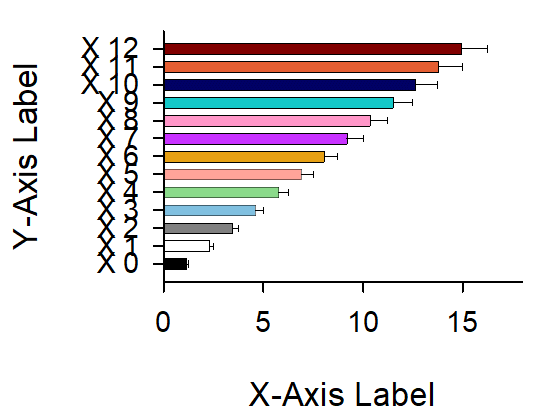 X 12
X 11
X 10
X 9
X 8
X 7
X 6
X 5
X 4
X 3
X 2
X 1
X 0
Y-Axis Label
0 5 10 15
X-Axis Label